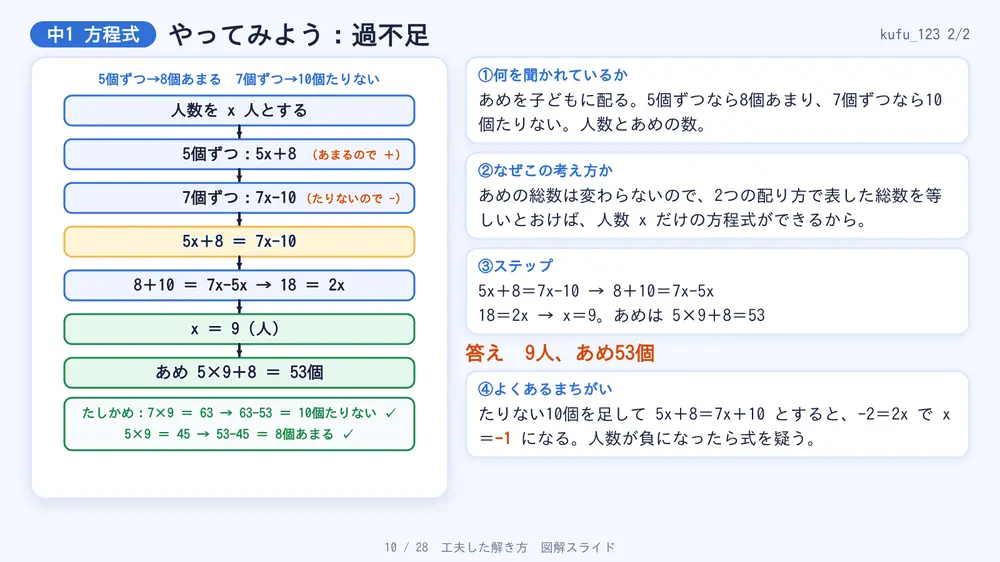 中1 方程式
やってみよう：過不足
kufu_123 2/2
5個ずつ→8個あまる　7個ずつ→10個たりない
人数を x 人とする
5個ずつ：5x＋8 （あまるので ＋）
7個ずつ：7x−10 （たりないので −）
5x＋8 ＝ 7x−10
8＋10 ＝ 7x−5x → 18 ＝ 2x
x ＝ 9（人）
あめ 5×9＋8 ＝ 53個
たしかめ：7×9 ＝ 63 → 63−53 ＝ 10個たりない ✓
5×9 ＝ 45 → 53−45 ＝ 8個あまる ✓
①何を聞かれているか
あめを子どもに配る。5個ずつなら8個あまり、7個ずつなら10
個たりない。人数とあめの数。
②なぜこの考え方か
あめの総数は変わらないので、2つの配り方で表した総数を等
しいとおけば、人数 x だけの方程式ができるから。
③ステップ
5x＋8＝7x−10 → 8＋10＝7x−5x
18＝2x → x＝9。あめは 5×9＋8＝53
答え　9人、あめ53個
④よくあるまちがい
たりない10個を足して 5x＋8＝7x＋10 とすると、−2＝2x で x
＝−1 になる。人数が負になったら式を疑う。
10 / 28　工夫した解き方　図解スライド